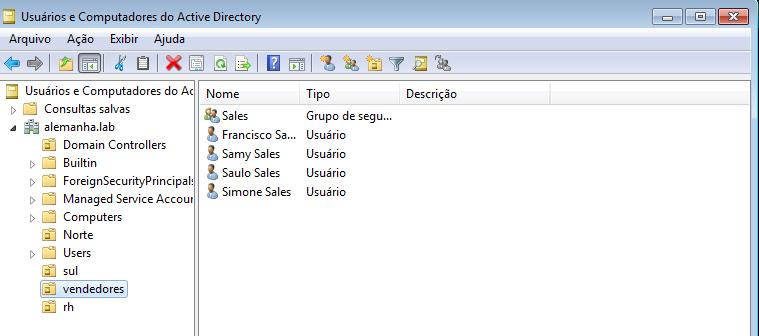 Usuários e Computadores do Active Directory
Arquivo Ação Exibir Ajuda
Usuários e Computadores do Ac
Consultas salvas
alemanha.lab
Domain Controllers
Builtin
ForeignSecurityPrincipals
Managed Service Accour
Computers
Norte
Users
sul
vendedores
rh
Nome Tipo Descrição
Sales Grupo de segu...
Francisco Sa... Usuário
Samy Sales Usuário
Saulo Sales Usuário
Simone Sales Usuário